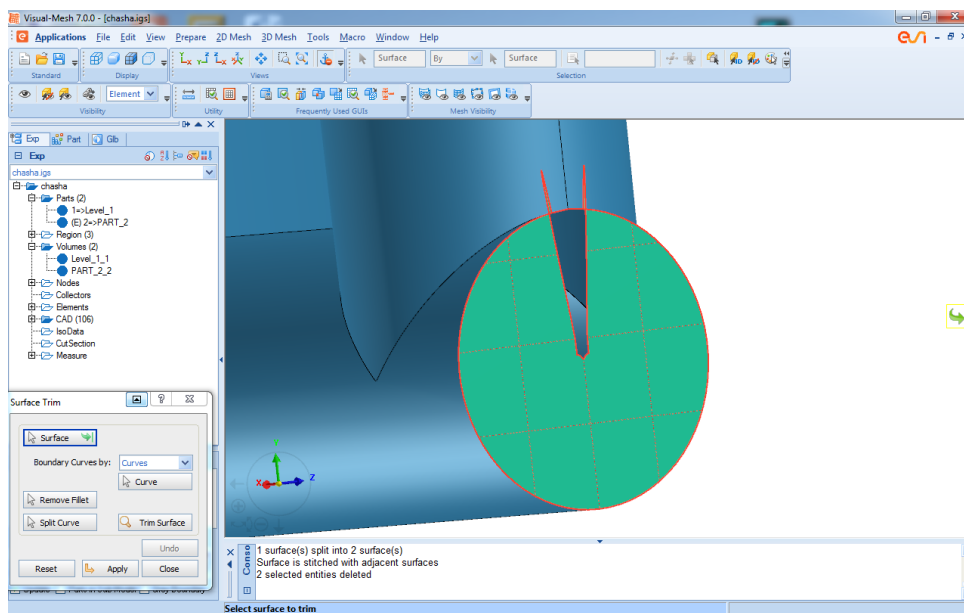 Visual-Mesh 7.0.0 - [chasha.igs]
Applications File Edit View Prepare 2D Mesh 3D Mesh Tools Macro Window Help
esi
Surface By Surface
Standard Display Views Selection
Element
Visibility Utility Frequently Used GUIs Mesh Visibility
Exp Part Glb
Exp
chasha.igs
chasha
Parts (2)
1=>Level_1
(E) 2=>PART_2
Region (3)
Volumes (2)
Level_1_1
PART_2_2
Nodes
Collectors
Elements
CAD (106)
IsoData
CutSection
Measure
Surface Trim
Surface
Boundary Curves by: Curves
Curve
Remove Fillet
Split Curve Trim Surface
Undo
Reset Apply Close
Y
X Z
Conso
1 surface(s) split into 2 surface(s)
Surface is stitched with adjacent surfaces
2 selected entities deleted
Select surface to trim